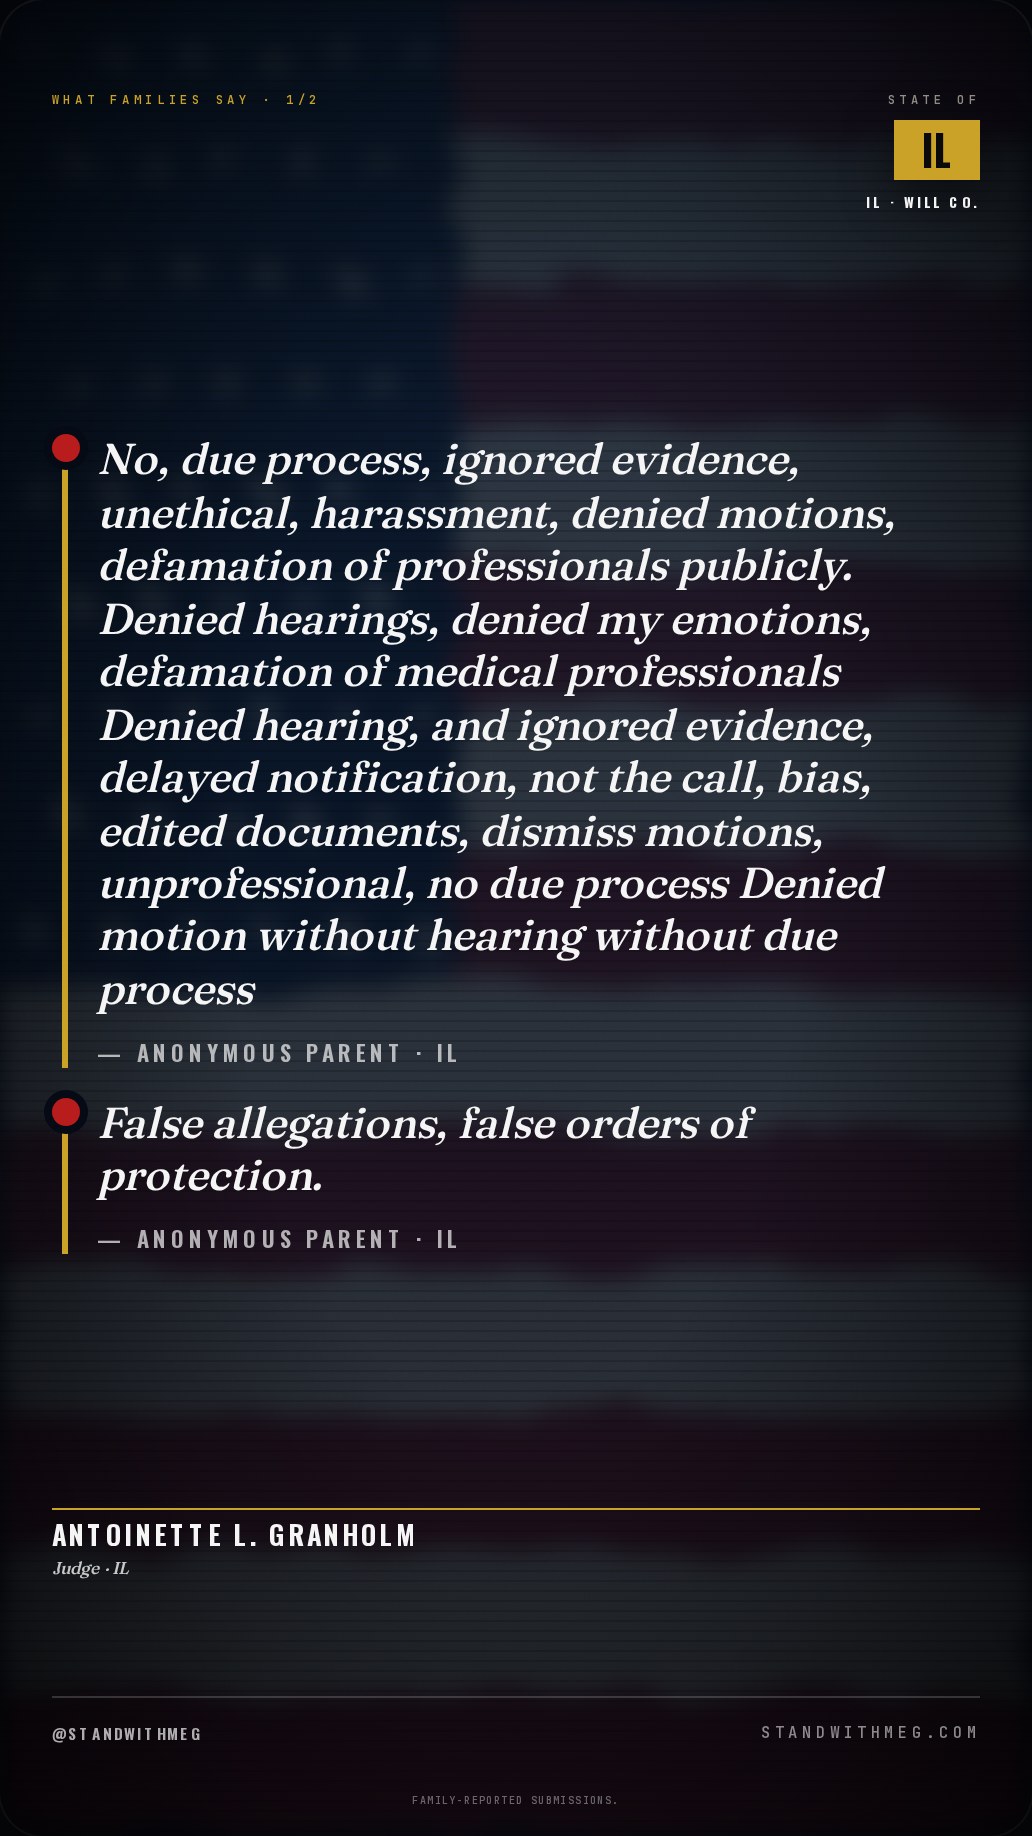 WHAT FAMILIES SAY · 1/2
STATE OF
IL
IL · WILL CO.
No, due process, ignored evidence,
unethical, harassment, denied motions,
defamation of professionals publicly.
Denied hearings, denied my emotions,
defamation of medical professionals
Denied hearing, and ignored evidence,
delayed notification, not the call, bias,
edited documents, dismiss motions,
unprofessional, no due process Denied
motion without hearing without due
process
— ANONYMOUS PARENT · IL
False allegations, false orders of
protection.
— ANONYMOUS PARENT · IL
ANTOINETTE L. GRANHOLM
Judge · IL
@STANDWITHMEG
STANDWITHMEG.COM
FAMILY-REPORTED SUBMISSIONS.